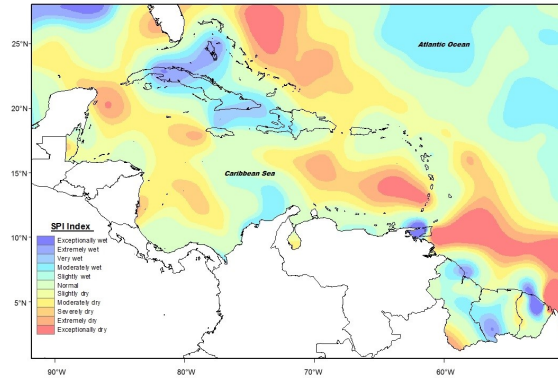 25°N
Atlantic Ocean
20°N
15°N
Caribbean Sea
SPI Index
Exceptionally wet
Extremely wet
Very wet
Moderately wet
Slightly wet
Normal
Slightly dry
Moderately dry
Severely dry
Extremely dry
Exceptionally dry
10°N
5°N
90°W 80°W 70°W 60°W